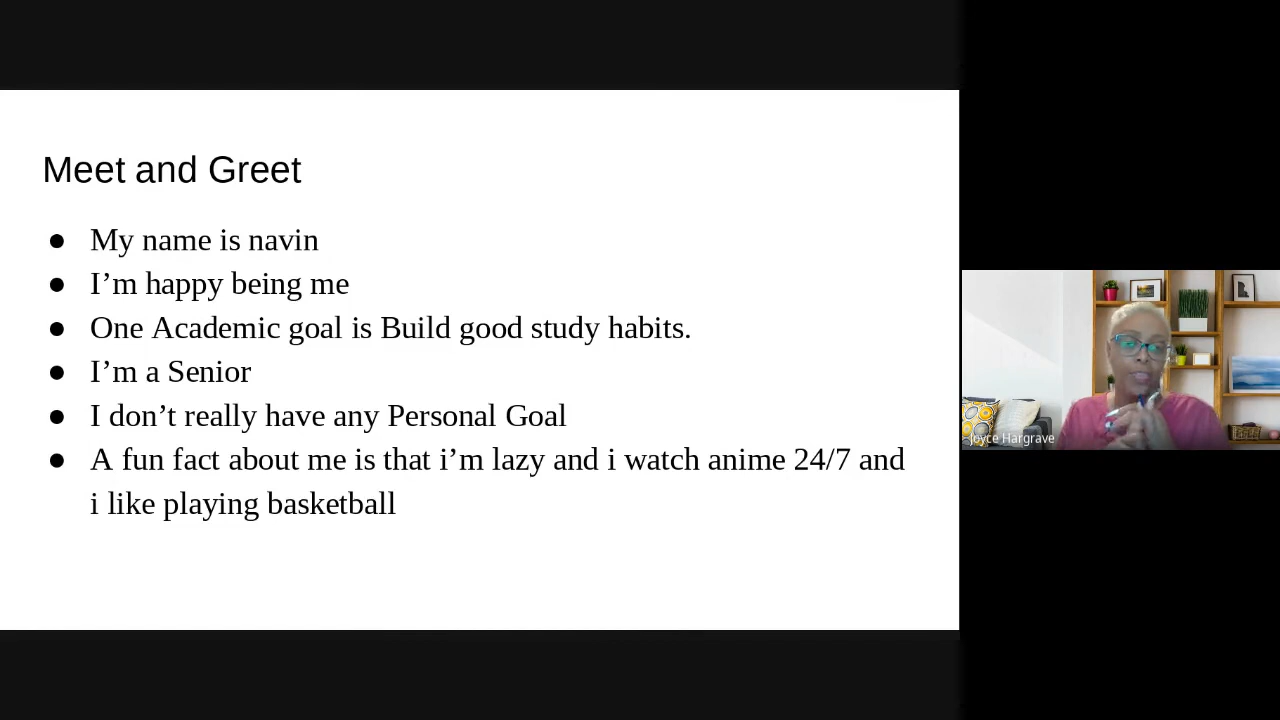 Meet and Greet
● My name is navin
● I’m happy being me
● One Academic goal is Build good study habits.
● I’m a Senior
● I don’t really have any Personal Goal
● A fun fact about me is that i’m lazy and i watch anime 24/7 and
i like playing basketball
Joyce Hargrave